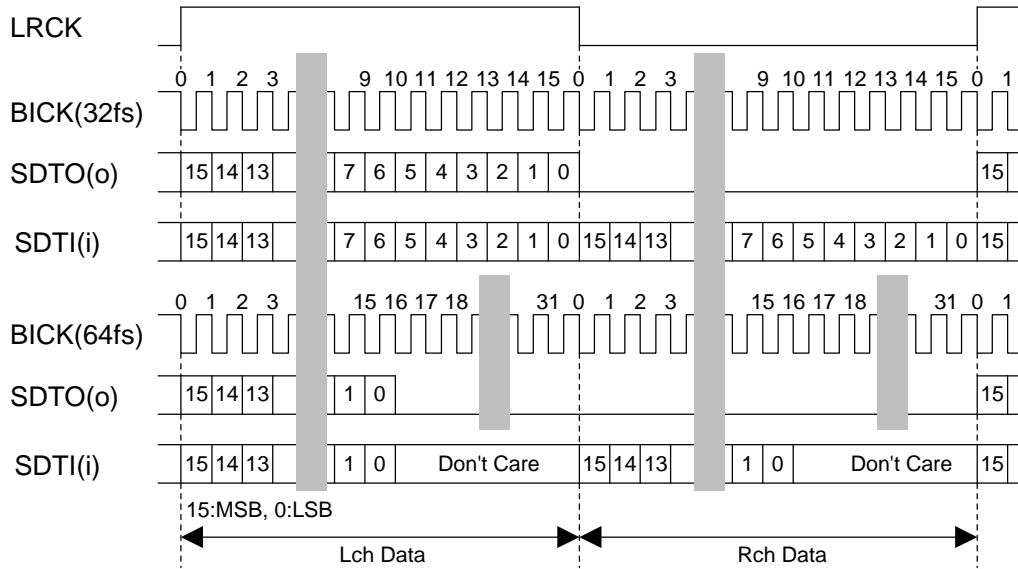 LRCK
0 1 2 3 9 10 11 12 13 14 15 0 1 2 3 9 10 11 12 13 14 15 0 1
BICK(32fs)
SDTO(o) 15 14 13 7 6 5 4 3 2 1 0 15
SDTI(i) 15 14 13 7 6 5 4 3 2 1 0 15 14 13 7 6 5 4 3 2 1 0 15
0 1 2 3 15 16 17 18 31 0 1 2 3 15 16 17 18 31 0 1
BICK(64fs)
SDTO(o) 15 14 13 1 0 15
SDTI(i) 15 14 13 1 0 Don't Care 15 14 13 1 0 Don't Care 15
15:MSB, 0:LSB
Lch Data Rch Data